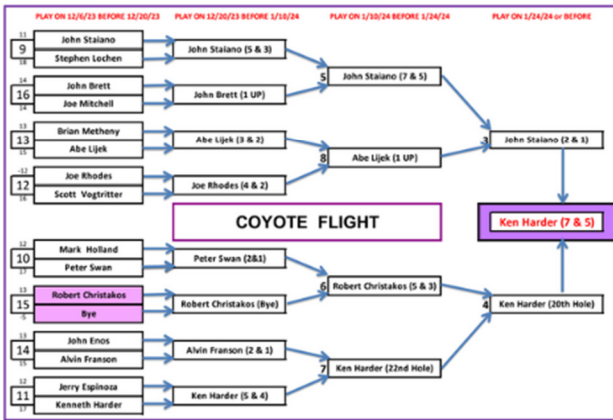 PLAY ON 12/6/23 BEFORE 12/20/23
PLAY ON 12/20/23 BEFORE 1/10/24
PLAY ON 1/10/24 BEFORE 1/24/24
PLAY ON 1/24/24 or BEFORE
11
9
18
John Staiano
Stephen Lochen
14
16
14
John Brett
Joe Mitchell
13
13
15
Brian Metheny
Abe Lijek
-12
12
16
Joe Rhodes
Scott Vogtritter
John Staiano (5 & 3)
John Brett (1 UP)
Abe Lijek (3 & 2)
Joe Rhodes (4 & 2)
5
John Staiano (7 & 5)
8
Abe Lijek (1 UP)
-3
John Staiano (2 & 1)
COYOTE FLIGHT
Ken Harder (7 & 5)
12
10
17
Mark Holland
Peter Swan
13
15
-5
Robert Christakos
Bye
13
14
15
John Enos
Alvin Franson
12
11
17
Jerry Espinoza
Kenneth Harder
Peter Swan (2&1)
Robert Christakos (Bye)
Alvin Franson (2 & 1)
Ken Harder (5 & 4)
6
Robert Christakos (5 & 3)
7
Ken Harder (22nd Hole)
4
Ken Harder (20th Hole)